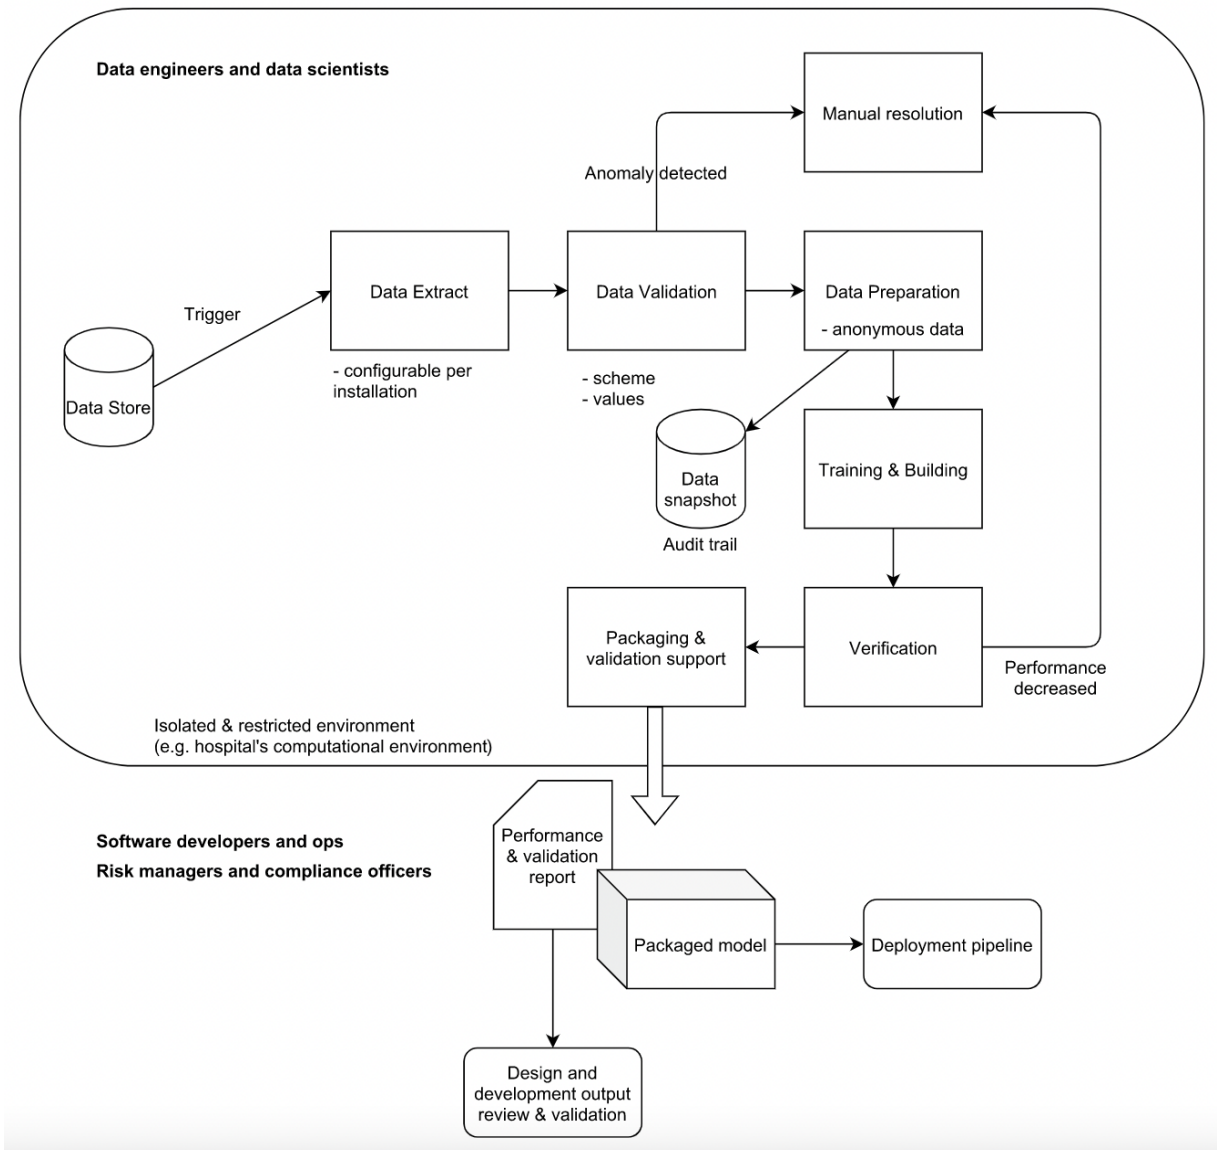 Data engineers and data scientists
Manual resolution
Anomaly detected
Trigger
Data Extract
Data Validation
Data Preparation
- anonymous data
- configurable per
installation
- scheme
- values
Data Store
Data
snapshot
Audit trail
Training & Building
Packaging &
validation support
Verification
Performance
decreased
Isolated & restricted environment
(e.g. hospital's computational environment)
Software developers and ops
Risk managers and compliance officers
Performance
& validation
report
Packaged model
Deployment pipeline
Design and
development output
review & validation